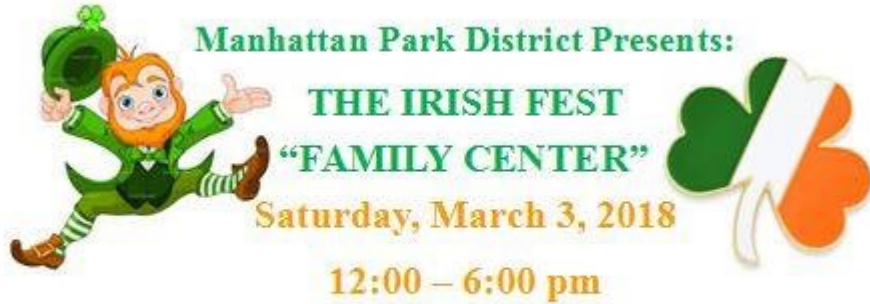 Manhattan Park District Presents:
THE IRISH FEST
“FAMILY CENTER”
Saturday, March 3, 2018
12:00 – 6:00 pm